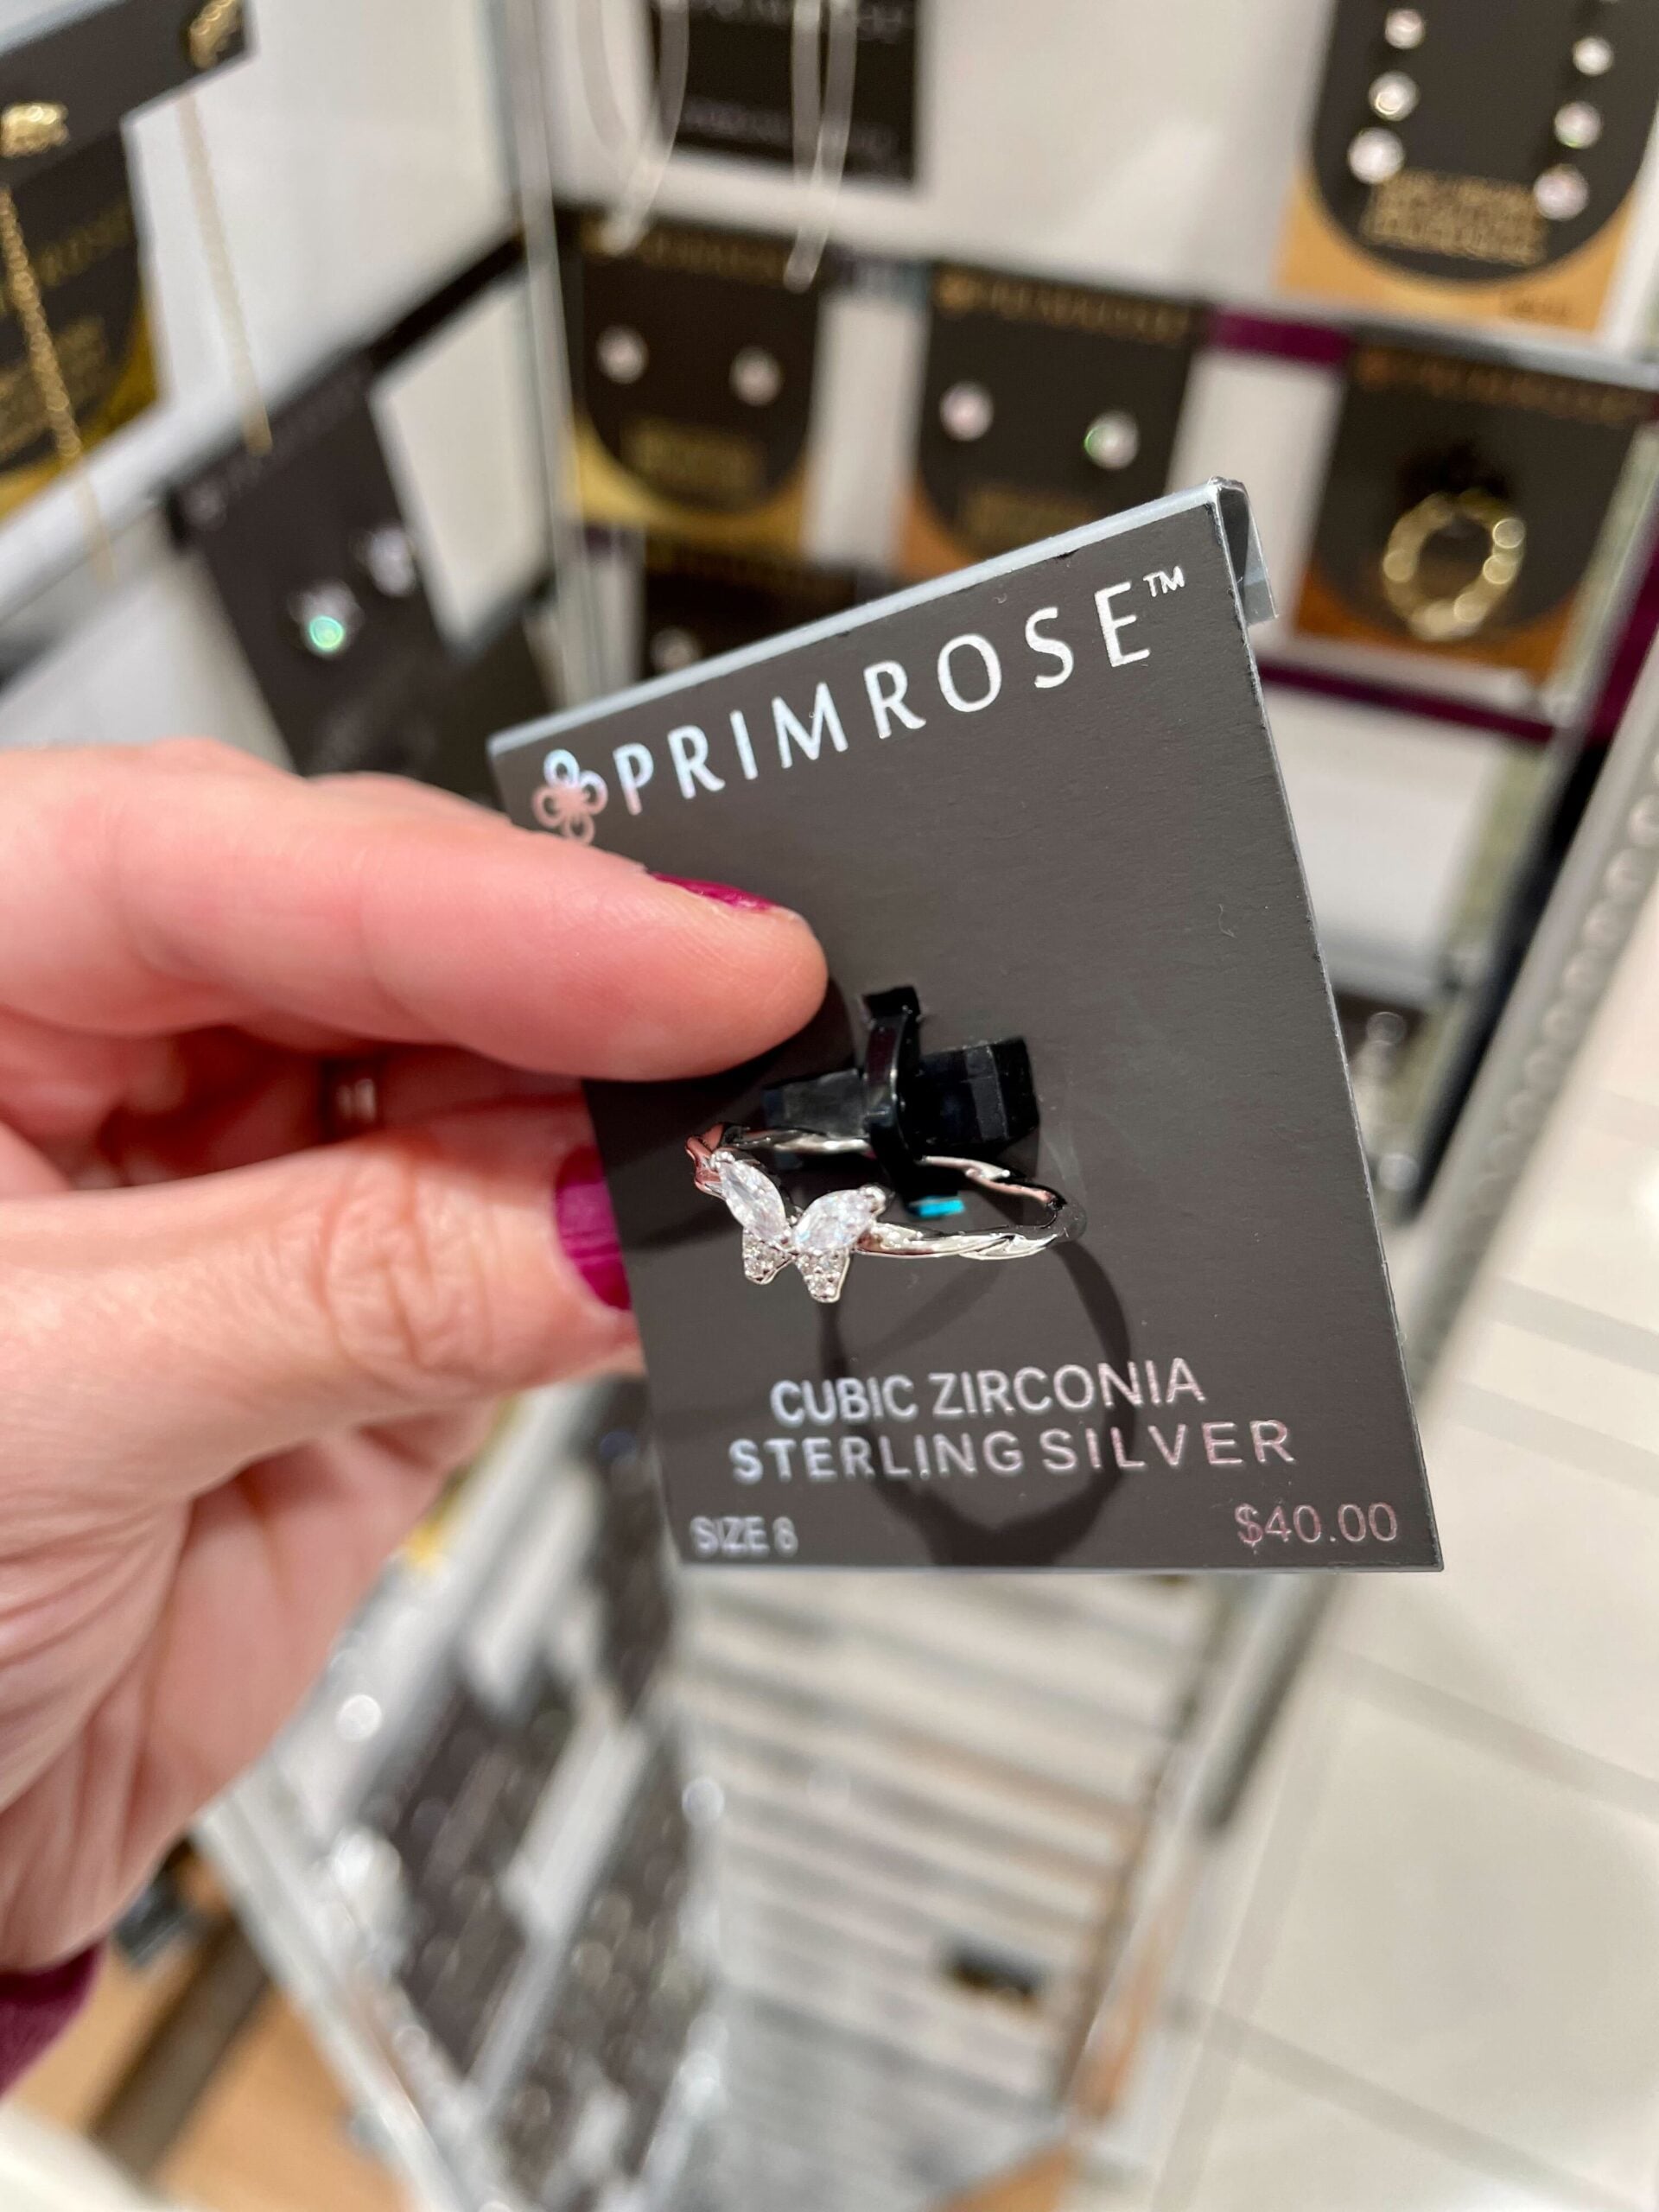 PRIMROSE™
CUBIC ZIRCONIA
STERLING SILVER
SIZE 8
$40.00